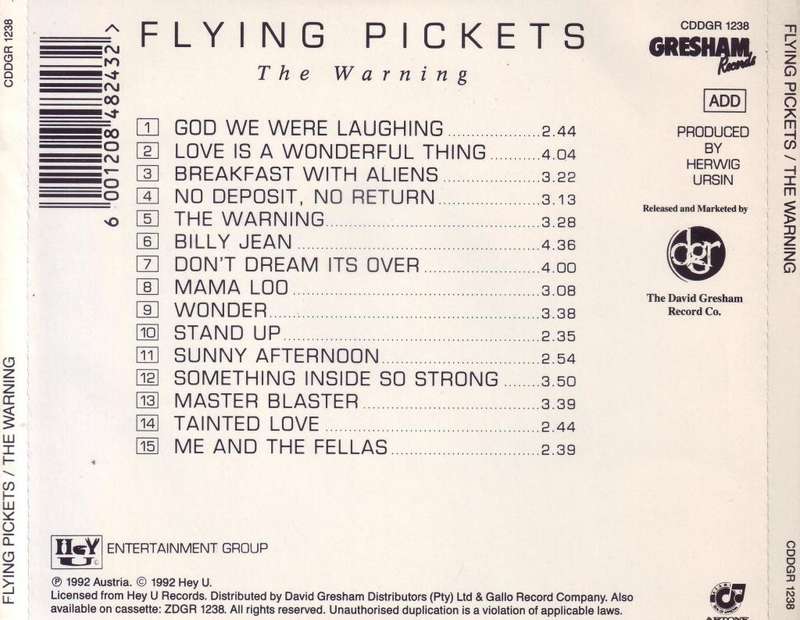 CDDGR 1238
6 001208 482432 >
FLYING PICKETS
The Warning
1 GOD WE WERE LAUGHING 2.44
2 LOVE IS A WONDERFUL THING 4.04
3 BREAKFAST WITH ALIENS 3.22
4 NO DEPOSIT, NO RETURN 3.13
5 THE WARNING 3.28
6 BILLY JEAN 4.36
7 DON'T DREAM ITS OVER 4.00
8 MAMA LOO 3.08
9 WONDER 3.38
10 STAND UP 2.35
11 SUNNY AFTERNOON 2.54
12 SOMETHING INSIDE SO STRONG 3.50
13 MASTER BLASTER 3.39
14 TAINTED LOVE 2.44
15 ME AND THE FELLAS 2.39
CDDGR 1238
GRESHAM
Records
ADD
PRODUCED
BY
HERWIG
URSIN
Released and Marketed by
dgr
The David Gresham
Record Co.
FLYING PICKETS / THE WARNING
CDDGR 1238
FLYING PICKETS / THE WARNING
HeY
U
ENTERTAINMENT GROUP
℗ 1992 Austria. © 1992 Hey U.
Licensed from Hey U Records. Distributed by David Gresham Distributors (Pty) Ltd & Gallo Record Company. Also
available on cassette: ZDGR 1238. All rights reserved. Unauthorised duplication is a violation of applicable laws.